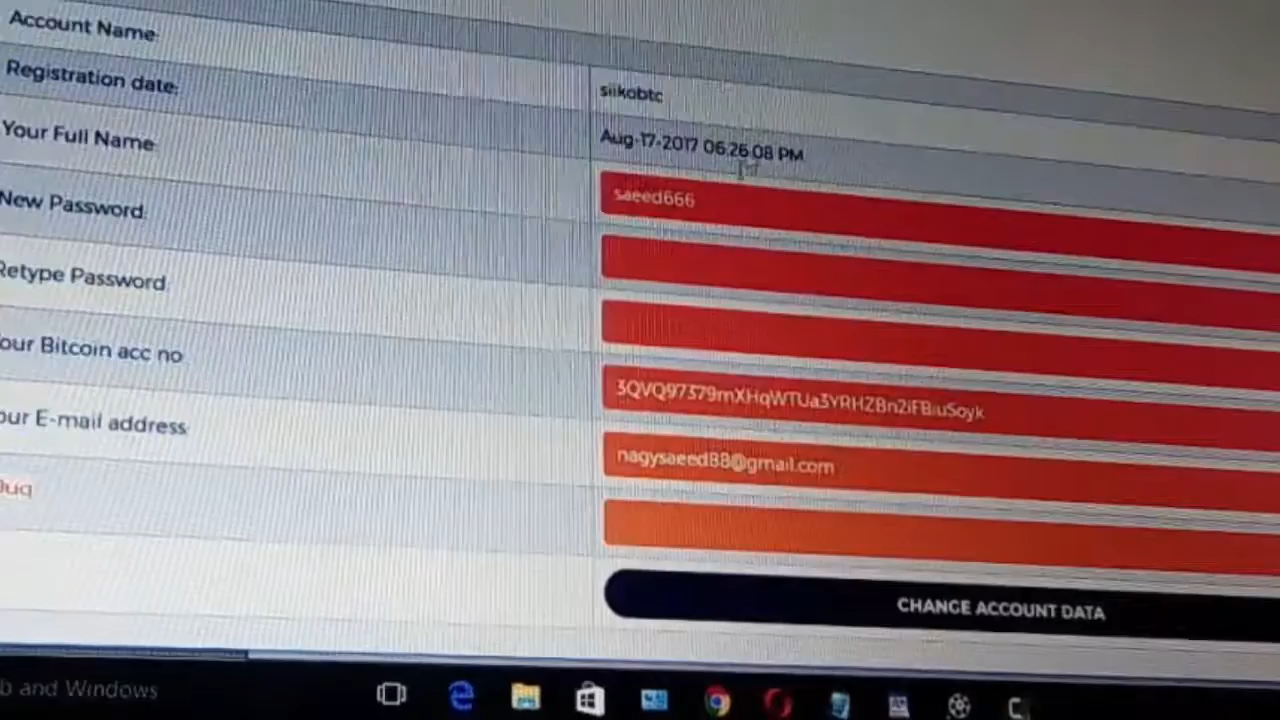 Account Name:
siikobtc
Registration date:
Aug-17-2017 06:26:08 PM
Your Full Name:
saeed666
New Password:
Retype Password:
our Bitcoin acc no
3QVQ97379mXHqWTUa3YRHZBn2iFBiuSoyk
our E-mail address
nagysaeed88@gmail.com
CHANGE ACCOUNT DATA
b and Windows